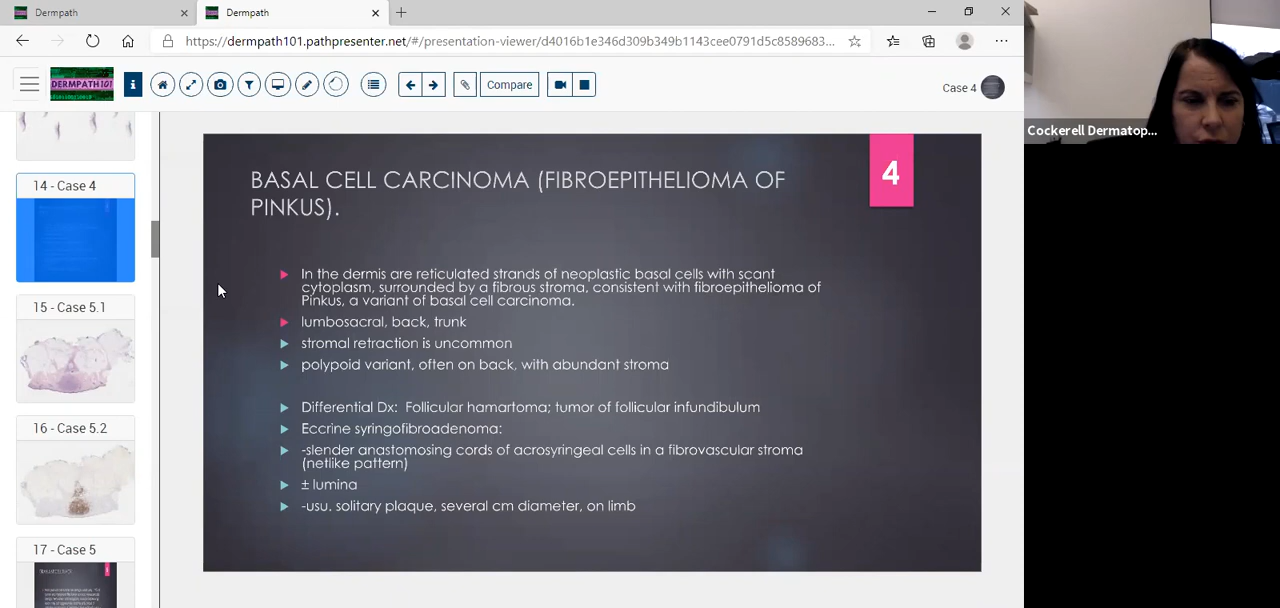 Dermpath
Dermpath
https://dermpath101.pathpresenter.net/#/presentation-viewer/d4016b1e346d309b349b1143cee0791d5c8589683...
DERMPATH101
i
Compare
Case 4
Cockerell Dermatop...
14 - Case 4
15 - Case 5.1
16 - Case 5.2
17 - Case 5
4
BASAL CELL CARCINOMA (FIBROEPITHELIOMA OF
PINKUS).
In the dermis are reticulated strands of neoplastic basal cells with scant
cytoplasm, surrounded by a fibrous stroma, consistent with fibroepithelioma of
Pinkus, a variant of basal cell carcinoma.
lumbosacral, back, trunk
stromal retraction is uncommon
polypoid variant, often on back, with abundant stroma
Differential Dx: Follicular hamartoma; tumor of follicular infundibulum
Eccrine syringofibroadenoma:
-slender anastomosing cords of acrosyringeal cells in a fibrovascular stroma
(netlike pattern)
± lumina
-usu. solitary plaque, several cm diameter, on limb